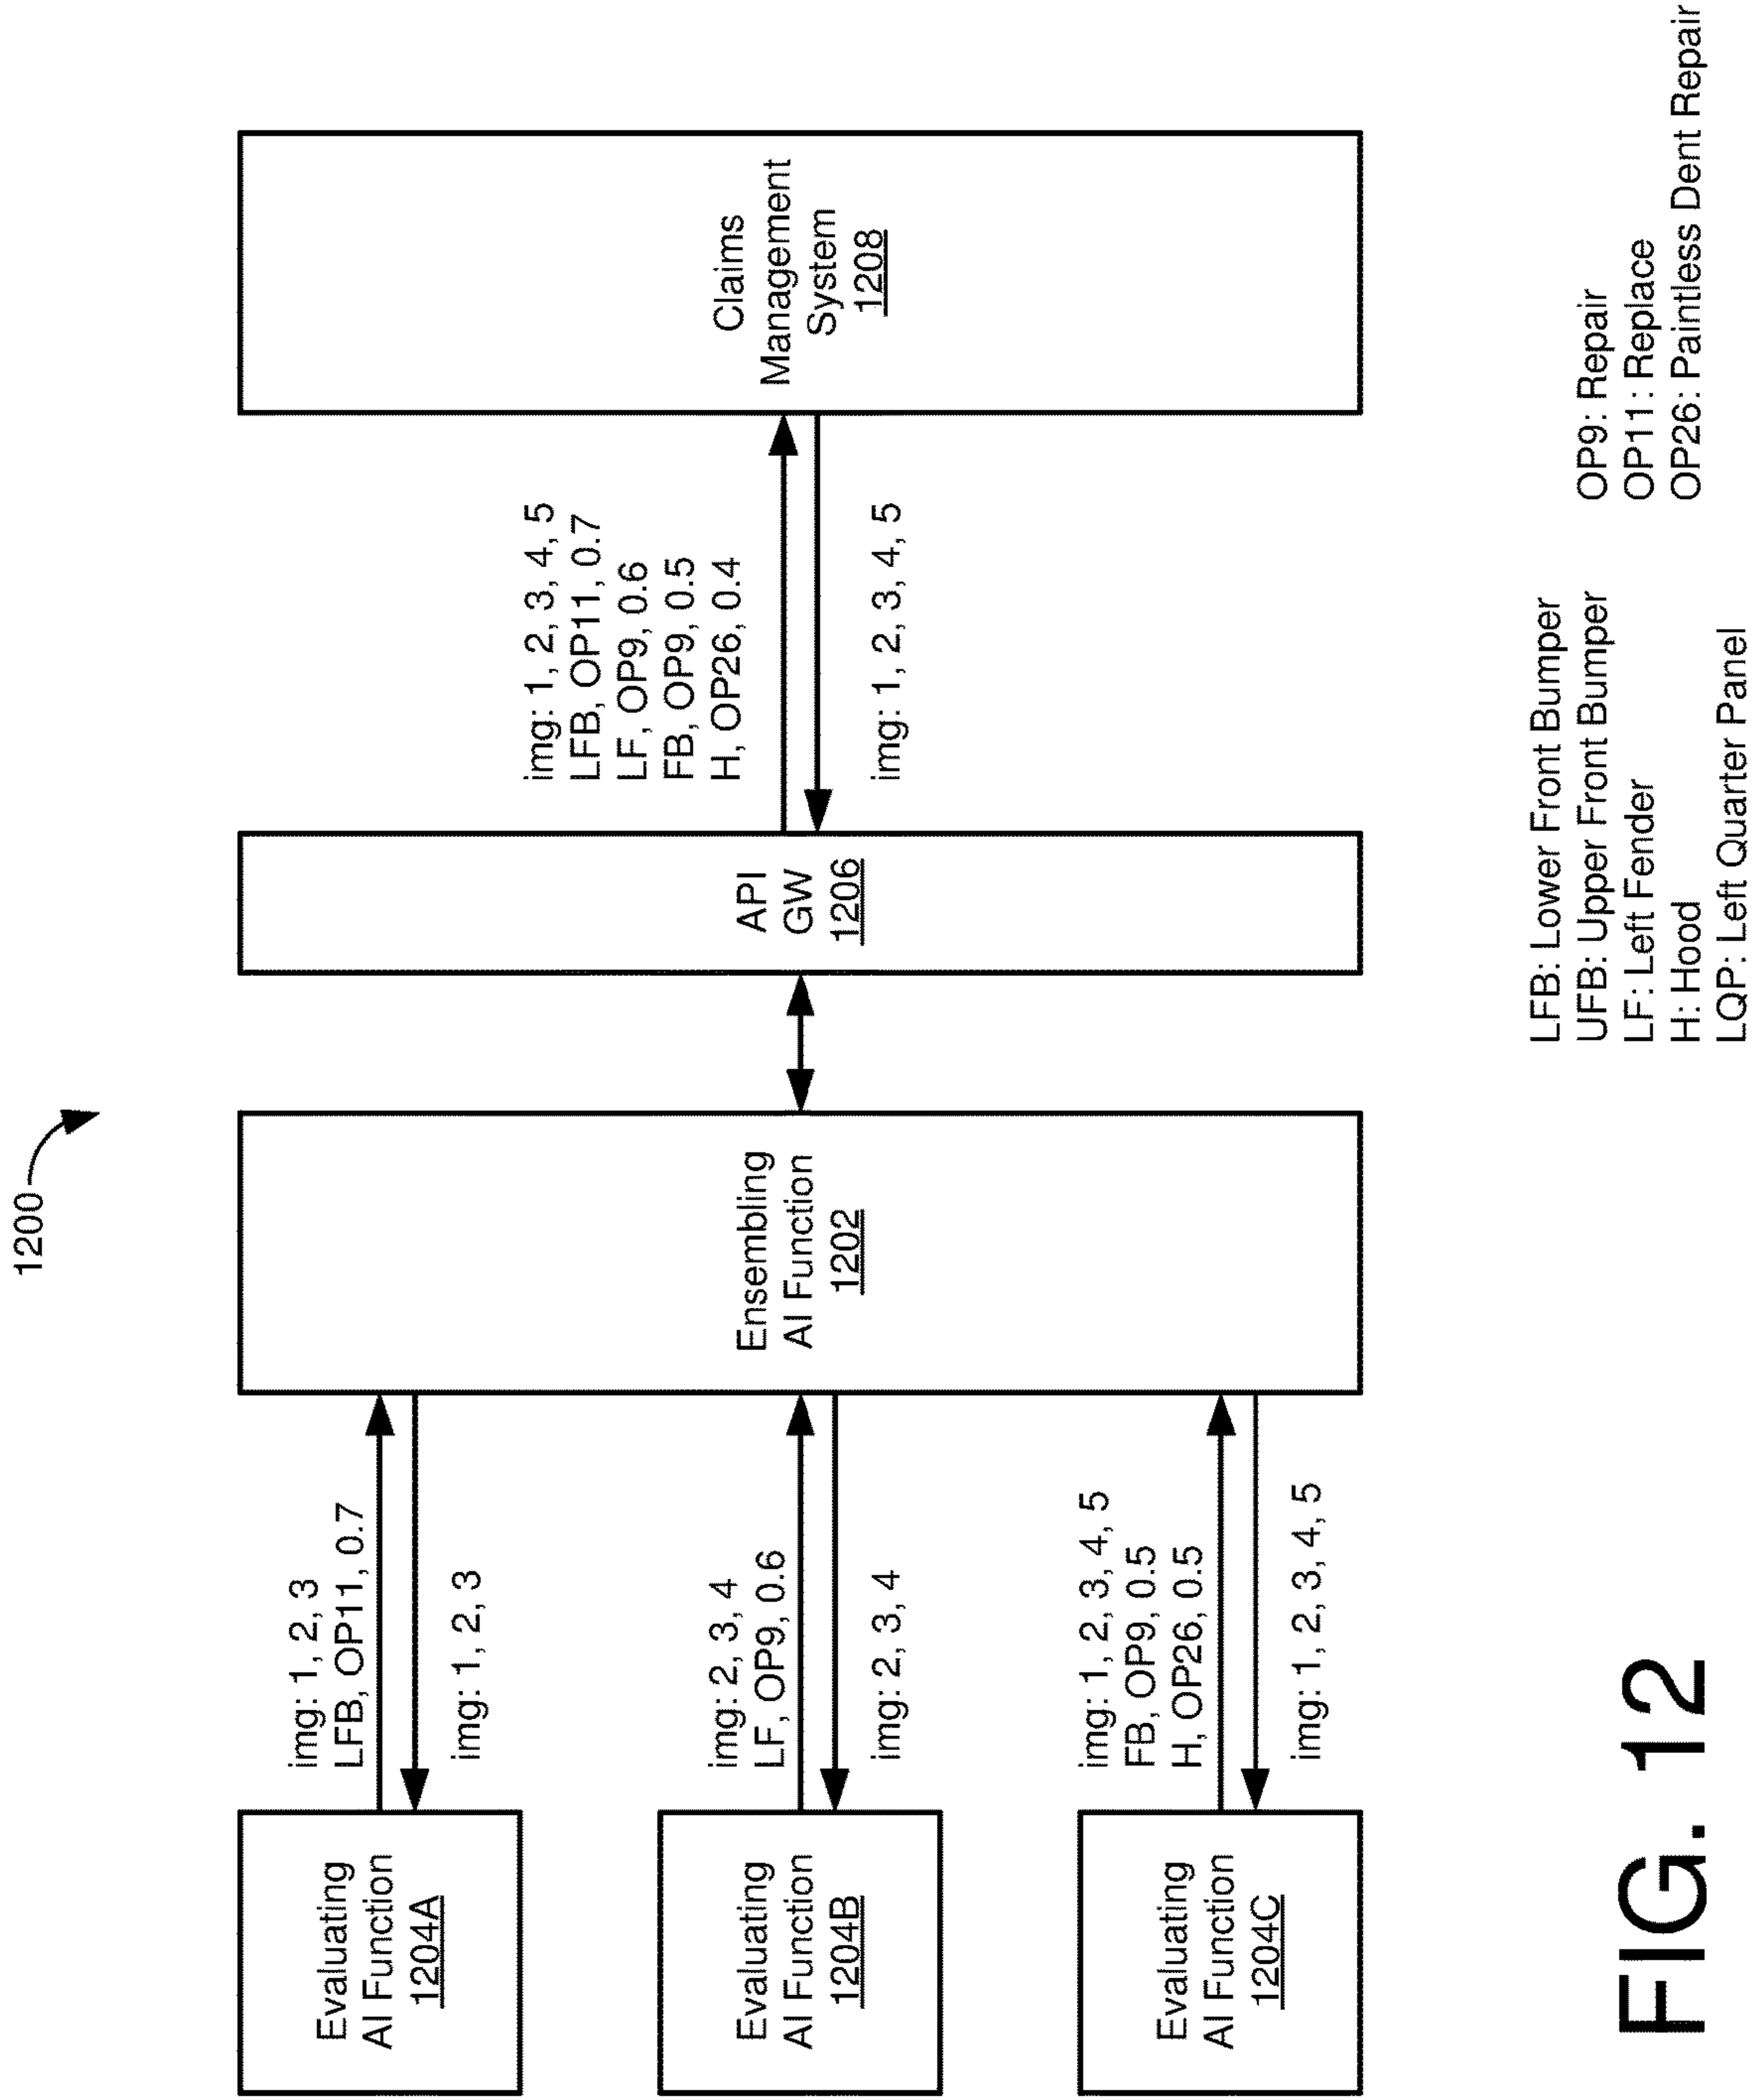 1200
Evaluating
AI Function
1204A
img: 1, 2, 3
LFB, OP11, 0.7
img: 1, 2, 3
Evaluating
AI Function
1204B
img: 2, 3, 4
LF, OP9, 0.6
img: 2, 3, 4
Evaluating
AI Function
1204C
img: 1, 2, 3, 4, 5
FB, OP9, 0.5
H, OP26, 0.5
img: 1, 2, 3, 4, 5
Ensembling
AI Function
1202
API
GW
1206
img: 1, 2, 3, 4, 5
LFB, OP11, 0.7
LF, OP9, 0.6
FB, OP9, 0.5
H, OP26, 0.4
img: 1, 2, 3, 4, 5
Claims
Management
System
1208
LFB: Lower Front Bumper
UFB: Upper Front Bumper
LF: Left Fender
H: Hood
LQP: Left Quarter Panel
OP9: Repair
OP11: Replace
OP26: Paintless Dent Repair
FIG. 12